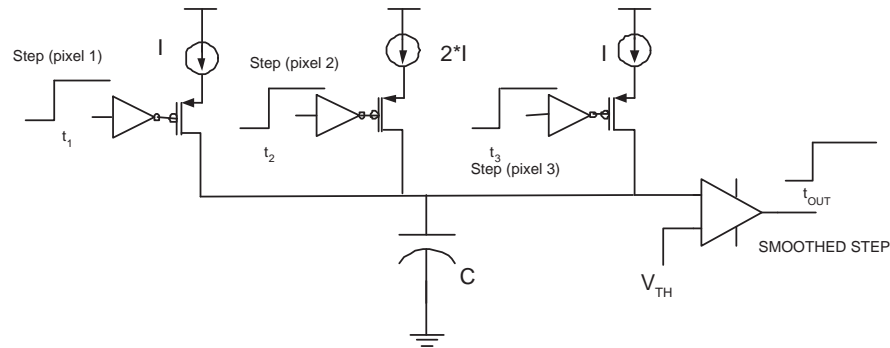 I
2*I
I
Step (pixel 1)
Step (pixel 2)
t1
t2
t3
Step (pixel 3)
tOUT
C
VTH
SMOOTHED STEP